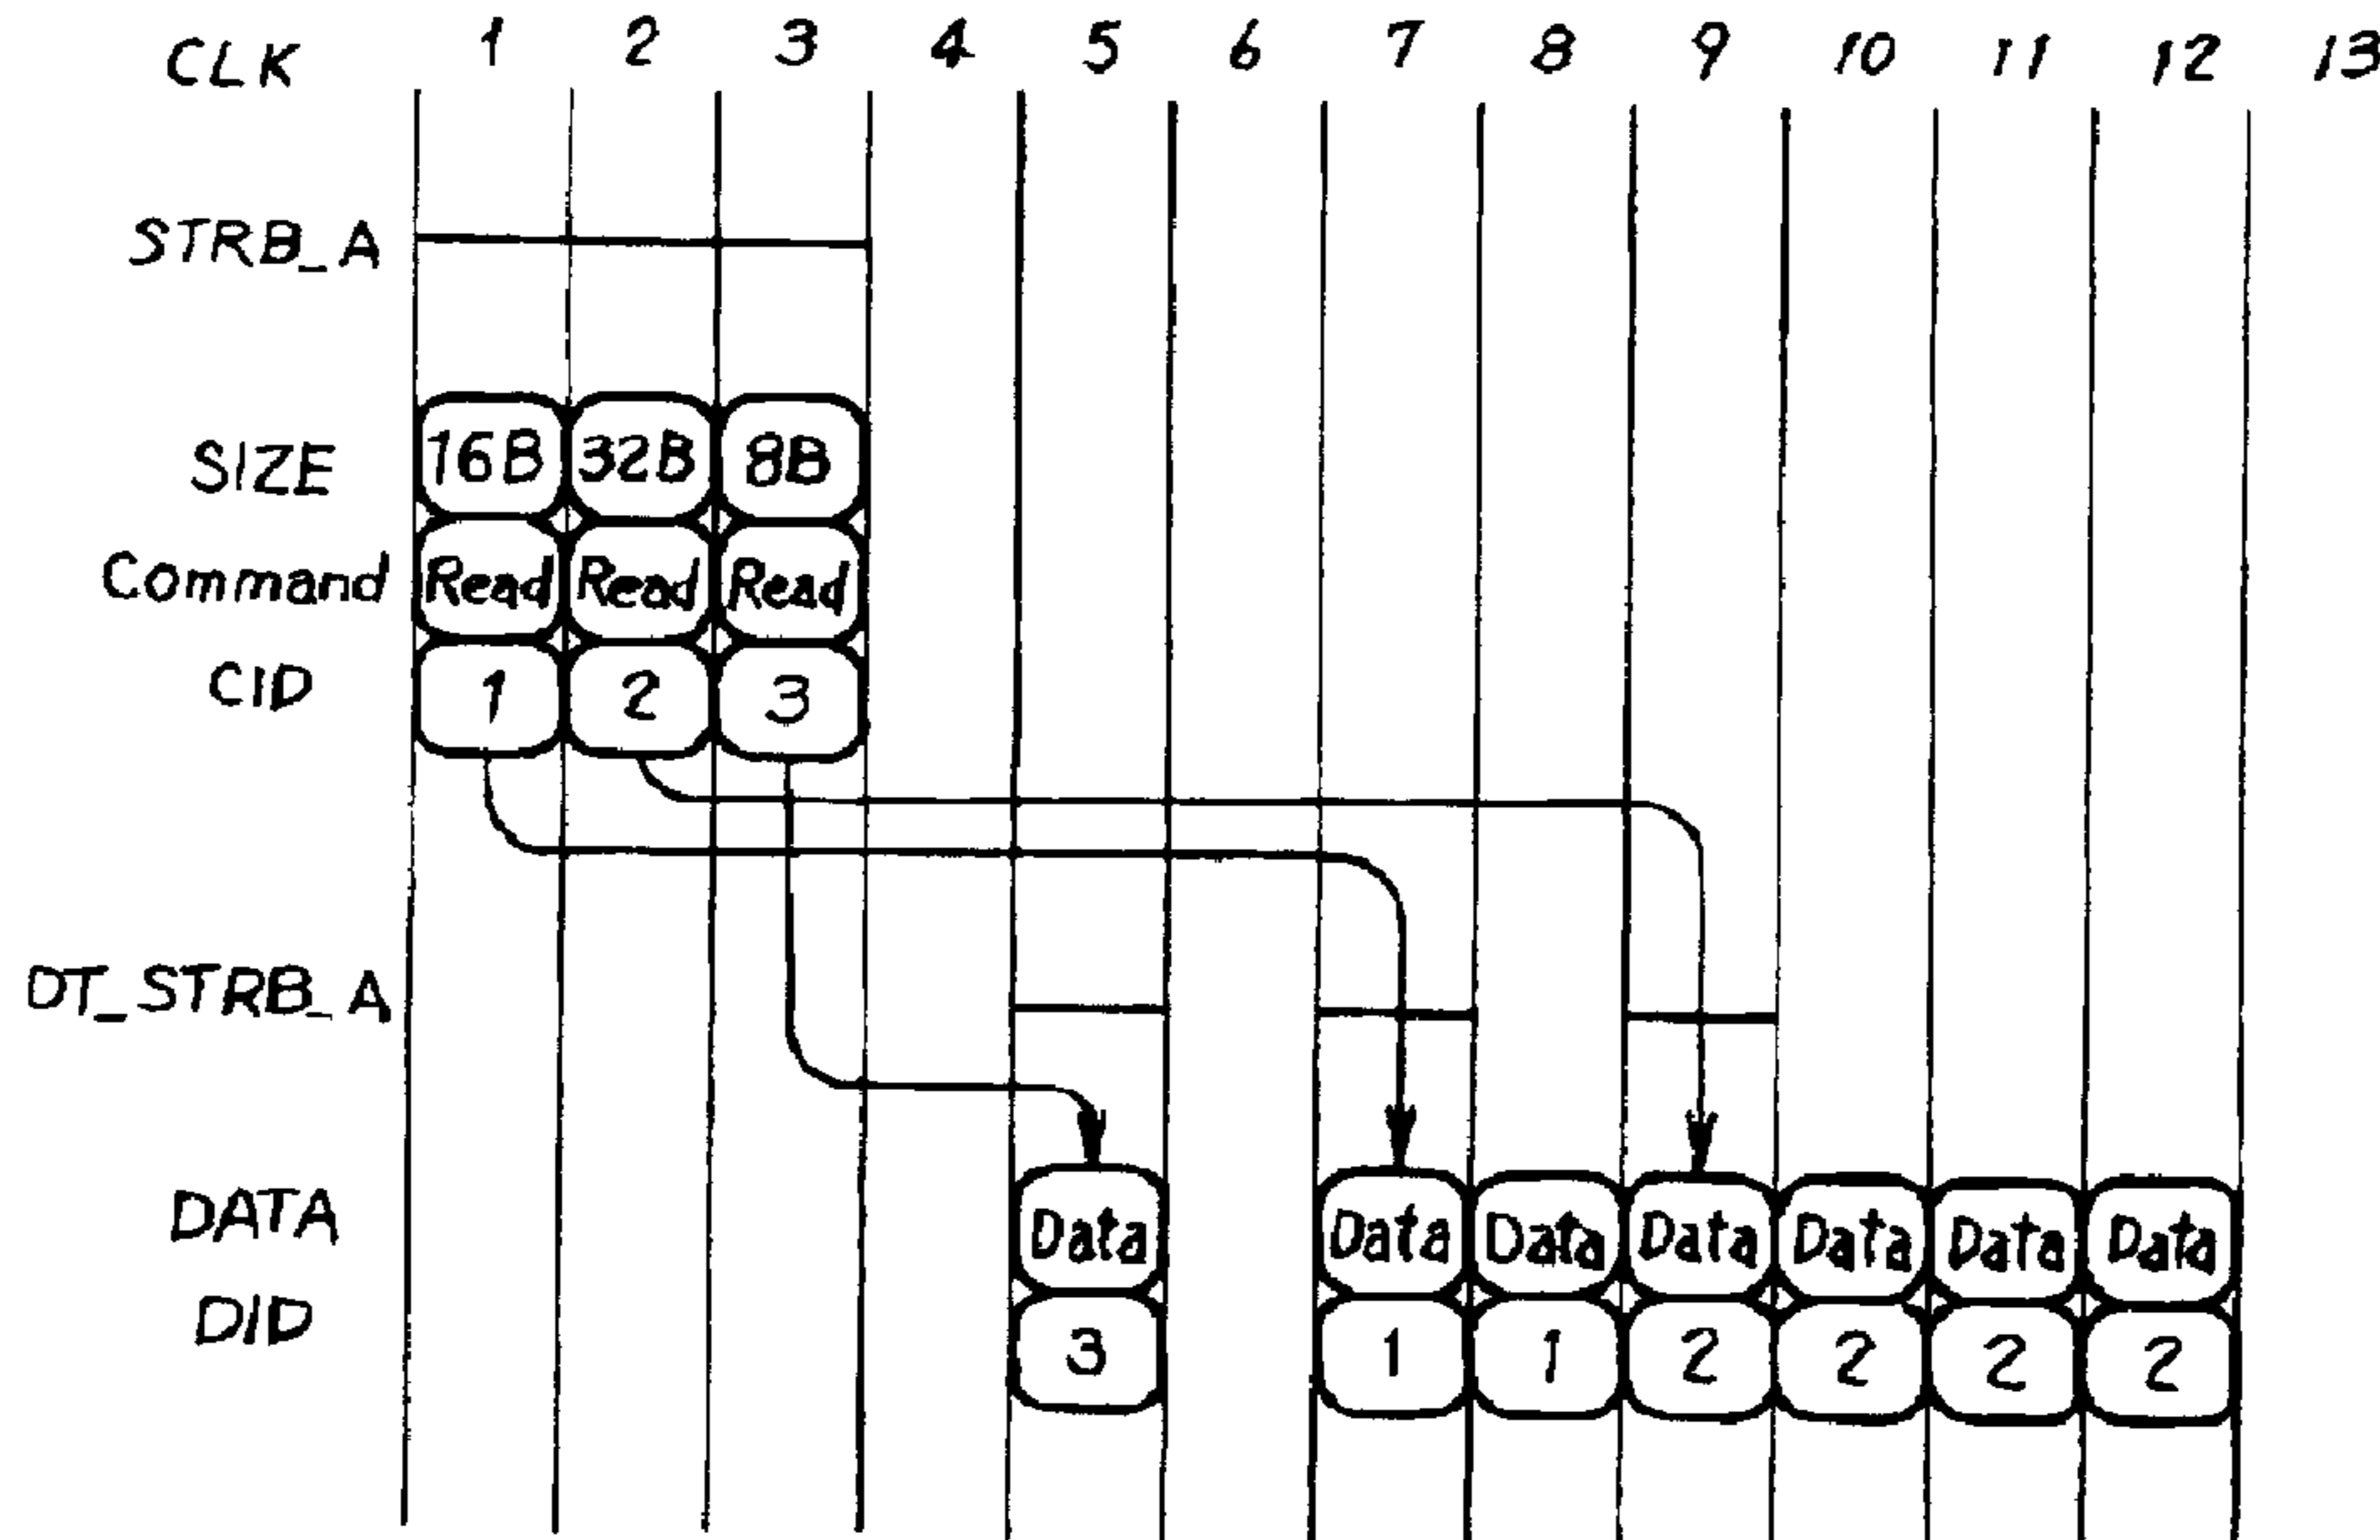 CLK 1 2 3 4 5 6 7 8 9 10 11 12 13
STRB_A
SIZE 16B 32B 8B
Command Read Read Read
CID 1 2 3
DT_STRB_A
DATA Data Data Data Data Data Data Data
DID 3 1 1 2 2 2 2